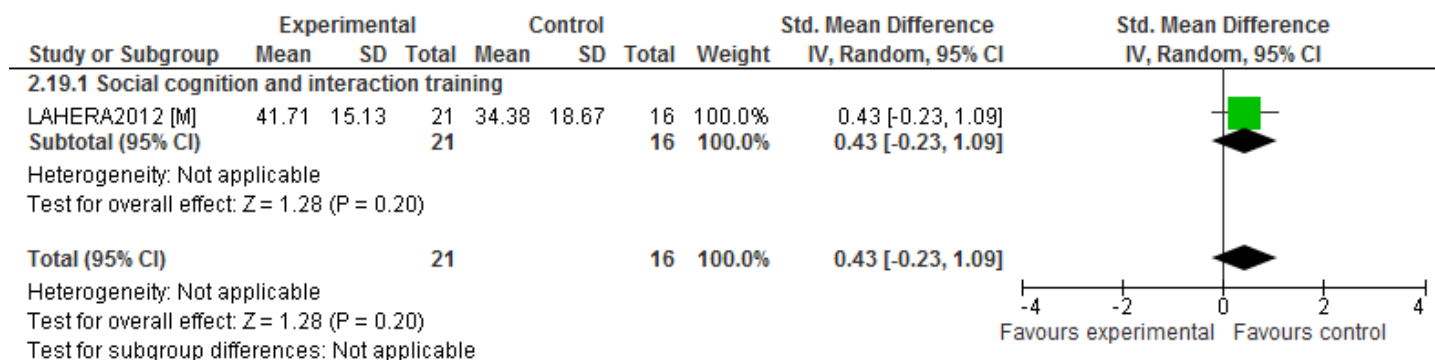 Experimental Control Std. Mean Difference Std. Mean Difference
Study or Subgroup Mean SD Total Mean SD Total Weight IV, Random, 95% CI IV, Random, 95% CI
2.19.1 Social cognition and interaction training
LAHERA2012 [M] 41.71 15.13 21 34.38 18.67 16 100.0% 0.43 [-0.23, 1.09]
Subtotal (95% CI) 21 16 100.0% 0.43 [-0.23, 1.09]
Heterogeneity: Not applicable
Test for overall effect: Z = 1.28 (P = 0.20)
Total (95% CI) 21 16 100.0% 0.43 [-0.23, 1.09]
Heterogeneity: Not applicable
Test for overall effect: Z = 1.28 (P = 0.20)
Test for subgroup differences: Not applicable
-4 -2 0 2 4
Favours experimental Favours control